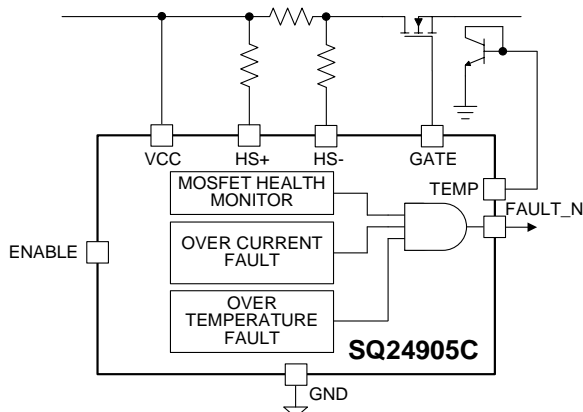 VCC
HS+
HS-
GATE
TEMP
MOSFET HEALTH
MONITOR
FAULT_N
OVER CURRENT
FAULT
ENABLE
OVER
TEMPERATURE
FAULT
SQ24905C
GND